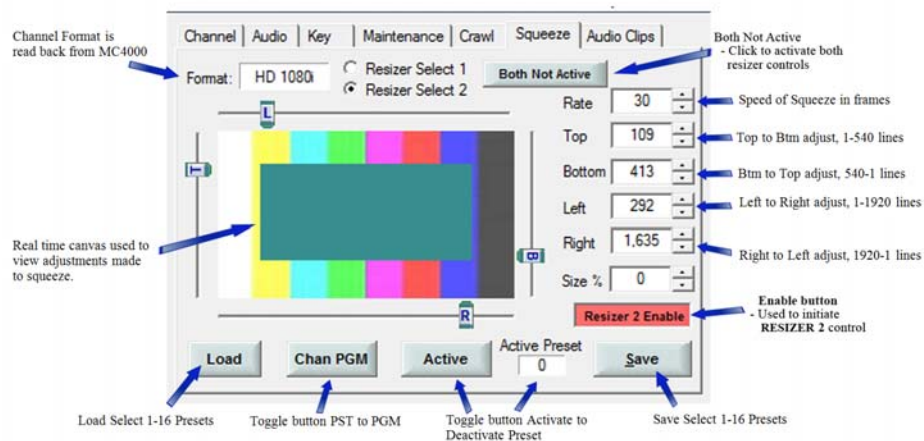 Channel Format is
read back from MC4000
Channel
Audio
Key
Maintenance
Crawl
Squeeze
Audio Clips
Both Not Active
- Click to activate both
resizer controls
Format:
HD 1080i
Resizer Select 1
Resizer Select 2
Both Not Active
L
T
B
R
Rate
30
Speed of Squeeze in frames
Top
109
Top to Btm adjust, 1-540 lines
Bottom
413
Btm to Top adjust, 540-1 lines
Left
292
Left to Right adjust, 1-1920 lines
Right
1,635
Right to Left adjust, 1920-1 lines
Size %
0
Real time canvas used to
view adjustments made
to squeeze.
Resizer 2 Enable
Enable button
- Used to initiate
RESIZER 2 control
Load
Chan PGM
Active
Active Preset
0
Save
Load Select 1-16 Presets
Toggle button PST to PGM
Toggle button Activate to
Deactivate Preset
Save Select 1-16 Presets